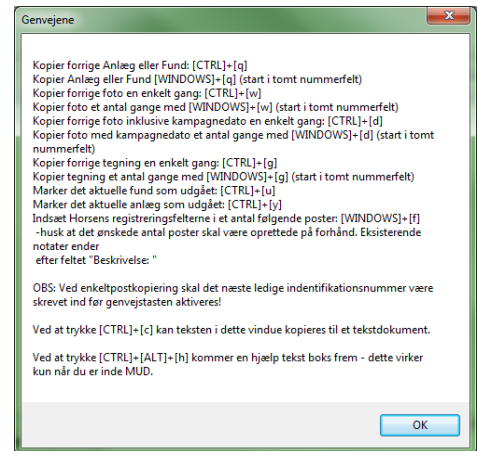 Genvejene
Kopier forrige Anlæg eller Fund: [CTRL]+[q]
Kopier Anlæg eller Fund [WINDOWS]+[q] (start i tomt nummerfelt)
Kopier forrige foto en enkelt gang: [CTRL]+[w]
Kopier foto et antal gange med [WINDOWS]+[w] (start i tomt nummerfelt)
Kopier forrige foto inklusive kampagnedato en enkelt gang: [CTRL]+[d]
Kopier foto med kampagnedato et antal gange med [WINDOWS]+[d] (start i tomt
nummerfelt)
Kopier forrige tegning en enkelt gang: [CTRL]+[g]
Kopier tegning et antal gange med [WINDOWS]+[g] (start i tomt nummerfelt)
Marker det aktuelle fund som udgået: [CTRL]+[u]
Marker det aktuelle anlæg som udgået: [CTRL]+[y]
Indsæt Horsens registreringsfelterne i et antal følgende poster: [WINDOWS]+[f]
-husk at det ønskede antal poster skal være oprettede på forhånd. Eksisterende
notater ender
efter feltet "Beskrivelse: "
OBS: Ved enkeltpostkopiering skal det næste ledige indentifikationsnummer være
skrevet ind før genvejstasten aktiveres!
Ved at trykke [CTRL]+[c] kan teksten i dette vindue kopieres til et tekstdokument.
Ved at trykke [CTRL]+[ALT]+[h] kommer en hjælp tekst boks frem - dette virker
kun når du er inde MUD.
OK